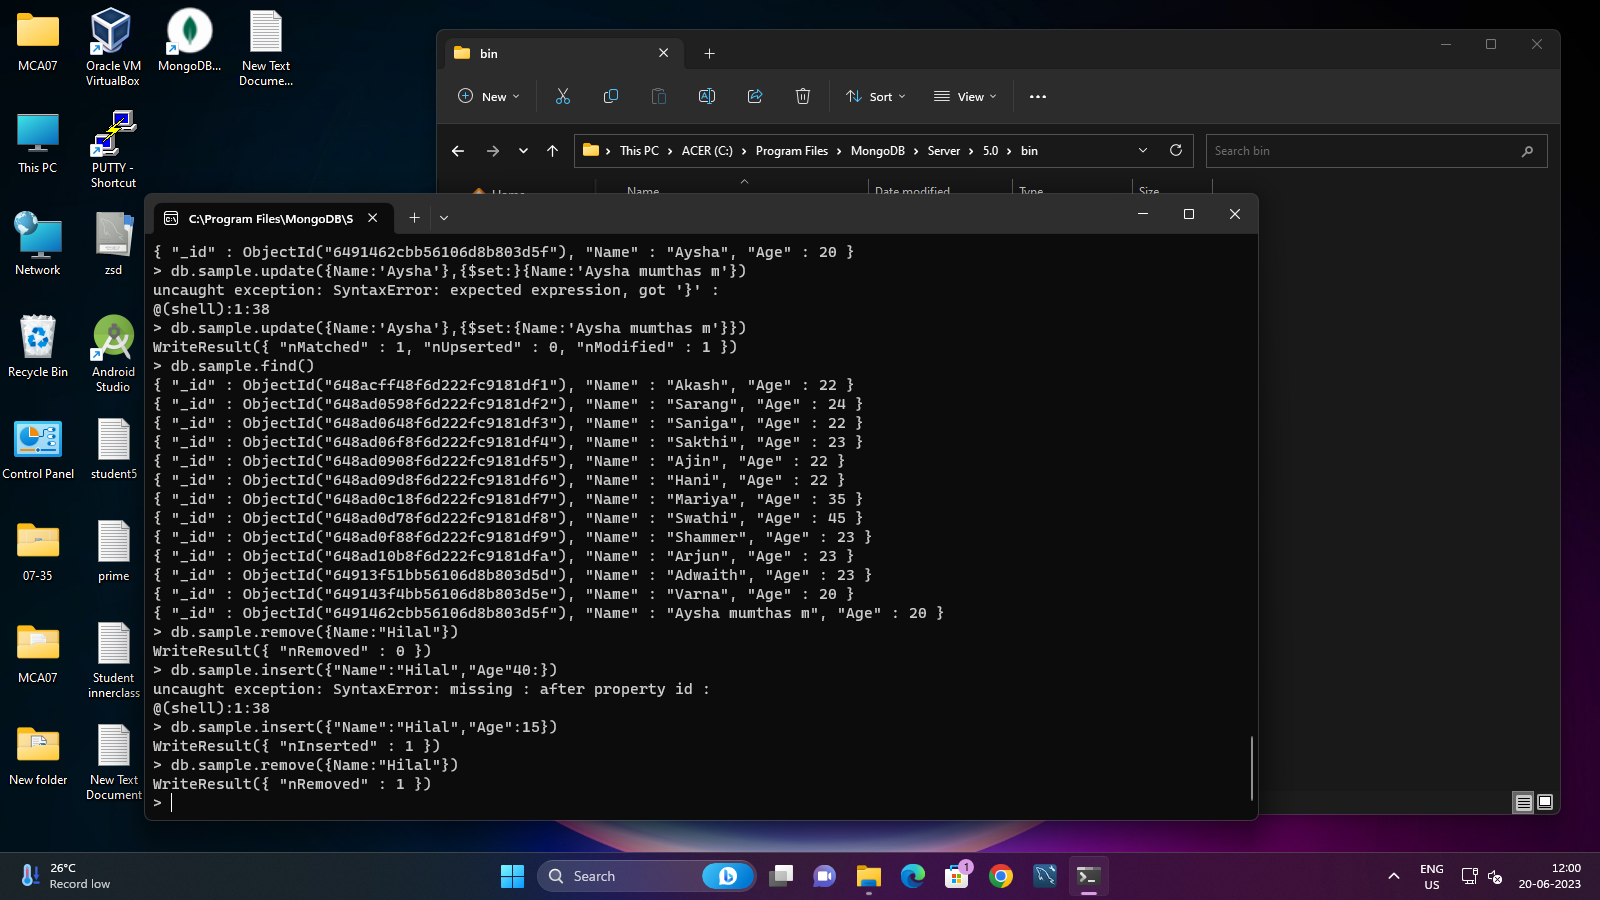 MCA07
Oracle VM
VirtualBox
MongoDB...
New Text
Docume...
This PC
PUTTY -
Shortcut
Network
zsd
Recycle Bin
Android
Studio
Control Panel
student5
07-35
prime
MCA07
Student
innerclass
New folder
New Text
Document
bin
New
Sort
View
This PC > ACER (C:) > Program Files > MongoDB > Server > 5.0 > bin
Search bin
Home
Name
Date modified
Type
Size
C:\Program Files\MongoDB\S
{ "_id" : ObjectId("6491462cbb56106d8b803d5f"), "Name" : "Aysha", "Age" : 20 }
> db.sample.update({Name:'Aysha'},{$set:}{Name:'Aysha mumthas m'})
uncaught exception: SyntaxError: expected expression, got '}' :
@(shell):1:38
> db.sample.update({Name:'Aysha'},{$set:{Name:'Aysha mumthas m'}})
WriteResult({ "nMatched" : 1, "nUpserted" : 0, "nModified" : 1 })
> db.sample.find()
{ "_id" : ObjectId("648acff48f6d222fc9181df1"), "Name" : "Akash", "Age" : 22 }
{ "_id" : ObjectId("648ad0598f6d222fc9181df2"), "Name" : "Sarang", "Age" : 24 }
{ "_id" : ObjectId("648ad0648f6d222fc9181df3"), "Name" : "Saniga", "Age" : 22 }
{ "_id" : ObjectId("648ad06f8f6d222fc9181df4"), "Name" : "Sakthi", "Age" : 23 }
{ "_id" : ObjectId("648ad0908f6d222fc9181df5"), "Name" : "Ajin", "Age" : 22 }
{ "_id" : ObjectId("648ad09d8f6d222fc9181df6"), "Name" : "Hani", "Age" : 22 }
{ "_id" : ObjectId("648ad0c18f6d222fc9181df7"), "Name" : "Mariya", "Age" : 35 }
{ "_id" : ObjectId("648ad0d78f6d222fc9181df8"), "Name" : "Swathi", "Age" : 45 }
{ "_id" : ObjectId("648ad0f88f6d222fc9181df9"), "Name" : "Shammer", "Age" : 23 }
{ "_id" : ObjectId("648ad10b8f6d222fc9181dfa"), "Name" : "Arjun", "Age" : 23 }
{ "_id" : ObjectId("64913f51bb56106d8b803d5d"), "Name" : "Adwaith", "Age" : 23 }
{ "_id" : ObjectId("649143f4bb56106d8b803d5e"), "Name" : "Varna", "Age" : 20 }
{ "_id" : ObjectId("6491462cbb56106d8b803d5f"), "Name" : "Aysha mumthas m", "Age" : 20 }
> db.sample.remove({Name:"Hilal"})
WriteResult({ "nRemoved" : 0 })
> db.sample.insert({"Name":"Hilal","Age"40:})
uncaught exception: SyntaxError: missing : after property id :
@(shell):1:38
> db.sample.insert({"Name":"Hilal","Age":15})
WriteResult({ "nInserted" : 1 })
> db.sample.remove({Name:"Hilal"})
WriteResult({ "nRemoved" : 1 })
>
26°C
Record low
Search
1
ENG
US
12:00
20-06-2023